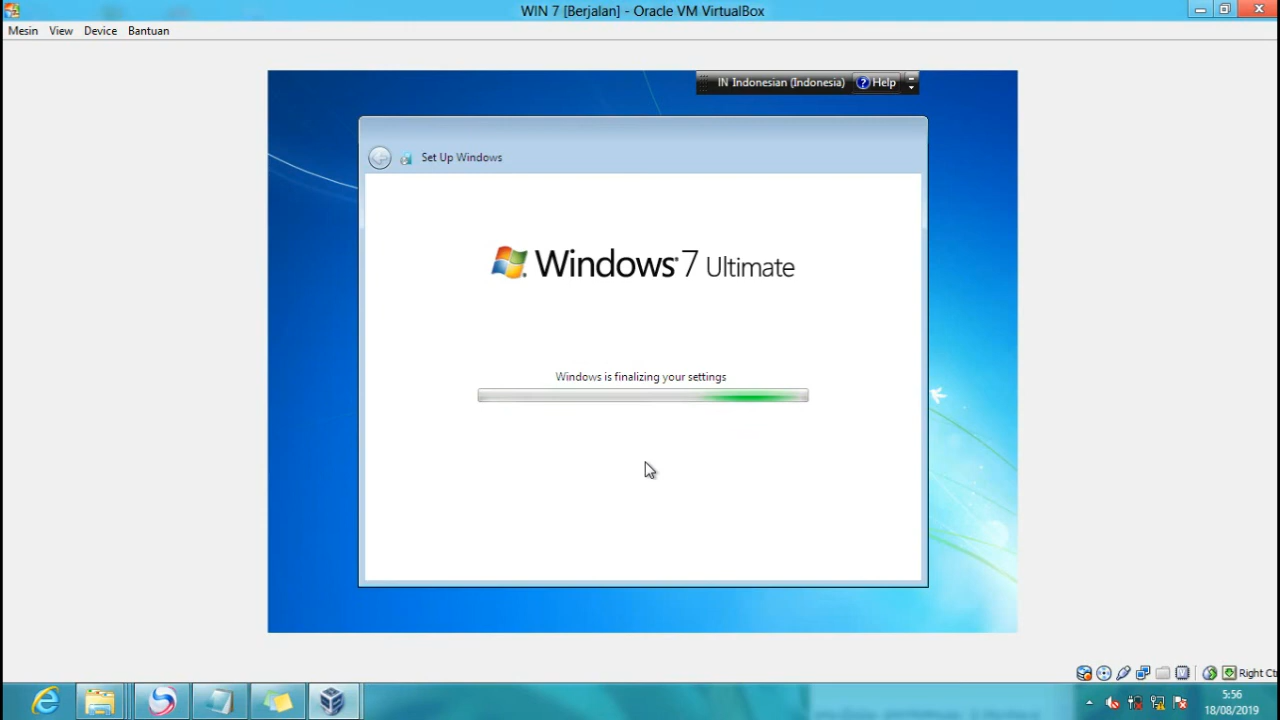 WIN 7 [Berjalan] - Oracle VM VirtualBox
Mesin View Device Bantuan
IN Indonesian (Indonesia) ? Help
Set Up Windows
Windows 7 Ultimate
Windows is finalizing your settings
Right Ct
5:56
18/08/2019